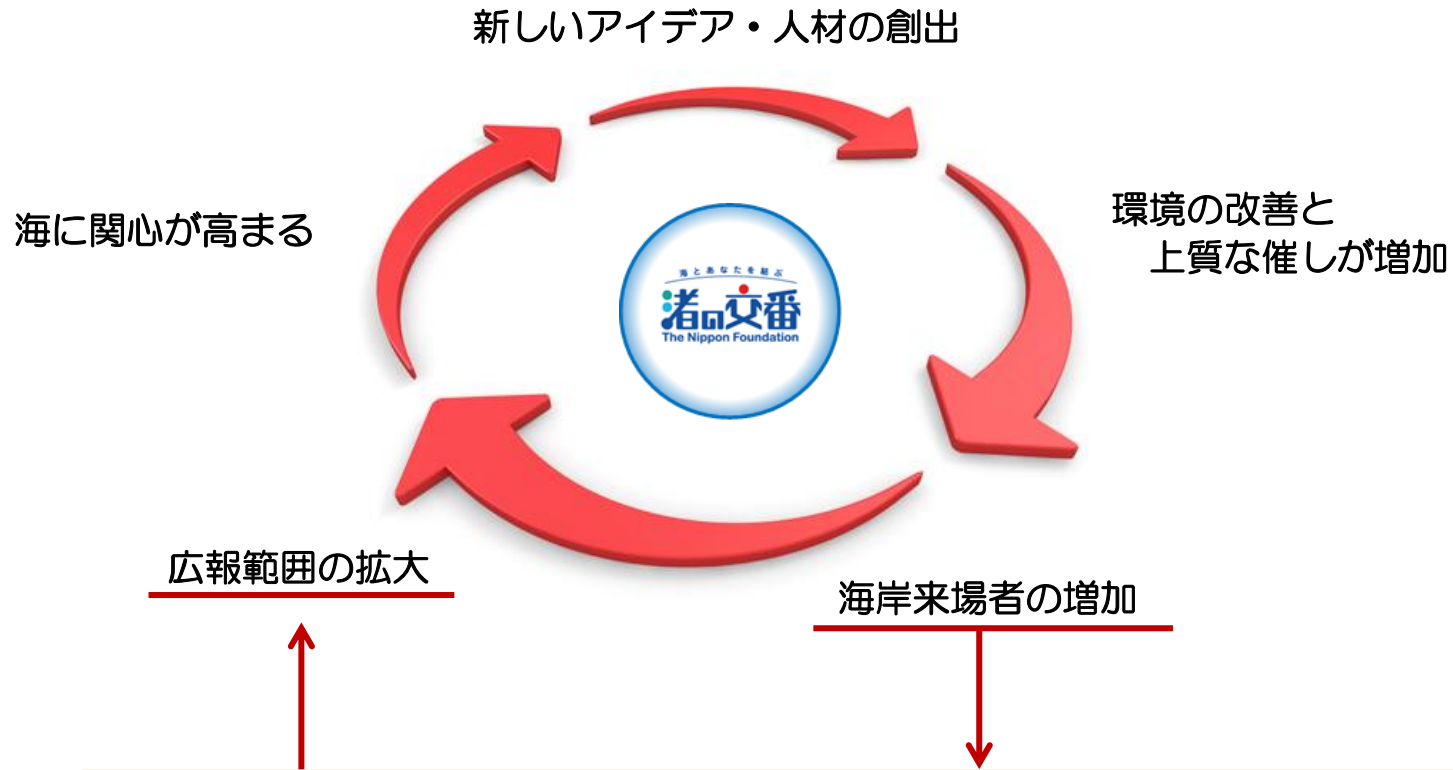 新しいアイデア・人材の創出
海に関心が高まる
環境の改善と
上質な催しが増加
海とあなたを結ぶ
渚の交番
The Nippon Foundation
広報範囲の拡大
海岸来場者の増加